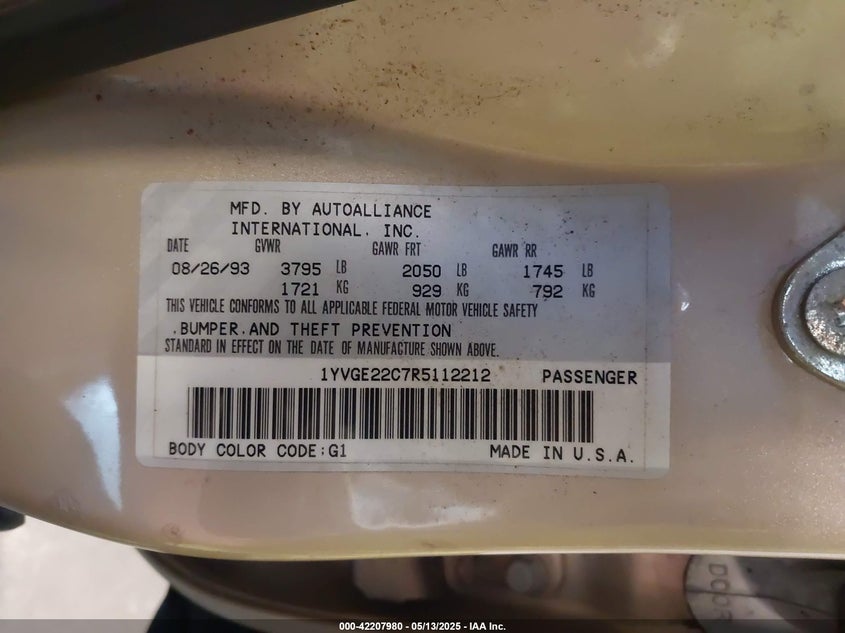 MFD. BY AUTOALLIANCE
INTERNATIONAL. INC.
DATE GVWR GAWR FRT GAWR RR
08/26/93 3795 LB 2050 LB 1745 LB
1721 KG 929 KG 792 KG
THIS VEHICLE CONFORMS TO ALL APPLICABLE FEDERAL MOTOR VEHICLE SAFETY
.BUMPER.AND THEFT PREVENTION
STANDARD IN EFFECT ON THE DATE OF MANUFACTURE SHOWN ABOVE.
1YVGE22C7R5112212 PASSENGER
BODY COLOR CODE:G1 MADE IN U.S.A.
DOOR
000-42207980 - 05/13/2025 - IAA Inc.